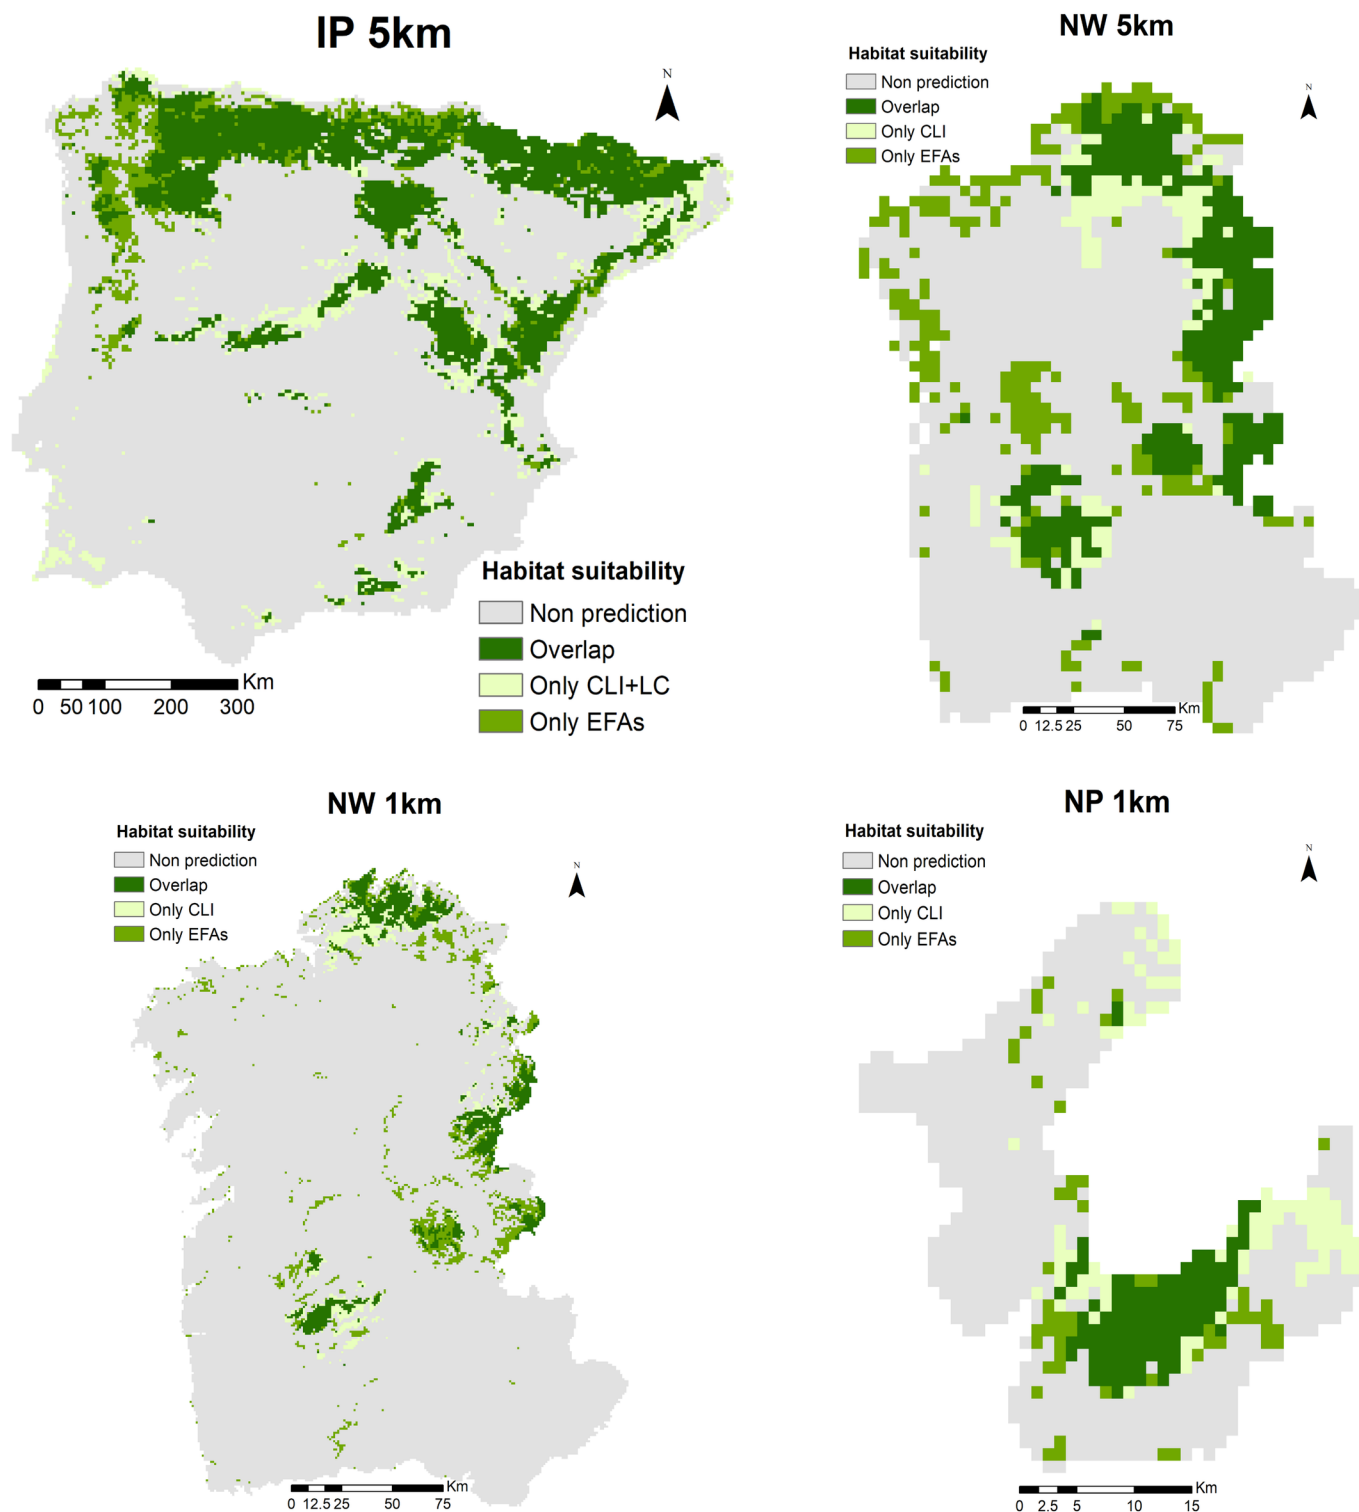 IP 5km
N
Habitat suitability
Non prediction
Overlap
Only CLI+LC
Only EFAs
Km
0 50 100 200 300
NW 5km
Habitat suitability
Non prediction
Overlap
Only CLI
Only EFAs
N
Km
0 12.5 25 50 75
NW 1km
Habitat suitability
Non prediction
Overlap
Only CLI
Only EFAs
N
Km
0 12.5 25 50 75
NP 1km
Habitat suitability
Non prediction
Overlap
Only CLI
Only EFAs
N
Km
0 2.5 5 10 15